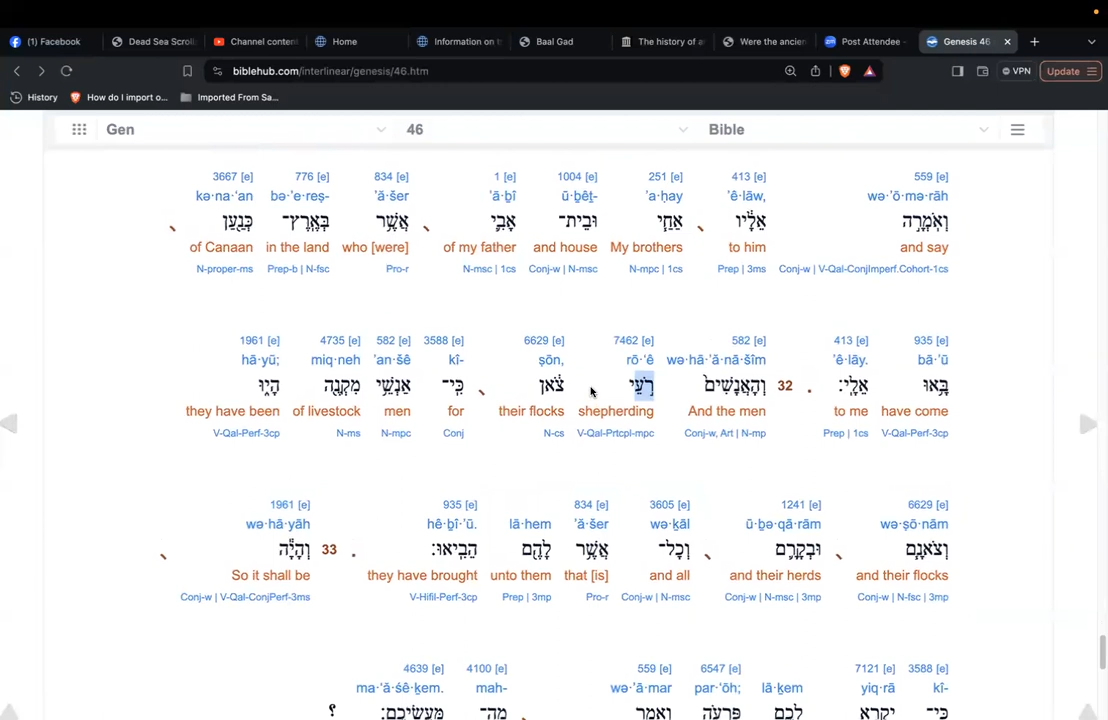 (1) Facebook
Dead Sea Scroll
Channel content
Home
Information on t
Baal Gad
The history of a
Were the ancien
Post Attendee -
Genesis 46
biblehub.com/interlinear/genesis/46.htm
VPN
Update
History
How do I import o...
Imported From Sa...
Gen
46
Bible
559 [e] 413 [e] 251 [e] 1004 [e] 1 [e] 834 [e] 776 [e] 3667 [e]
wə·’ō·mə·rāh ’ê·lāw, ’a·ḥay ū·ḇêṯ- ’ā·ḇî ’ă·šer bə·’e·reṣ- kə·na·‘an
וְאֹֽמְרָ֣ה אֵלָ֔יו אַחַ֧י וּבֵית־ אָבִ֛י אֲשֶׁ֥ר בְּאֶֽרֶץ־ כְּנַ֖עַן
and say to him 、 My brothers and house of my father 、 who [were] in the land of Canaan 、
Conj-w | V-Qal-ConjImperf.Cohort-1cs Prep | 3ms N-mpc | 1cs Conj-w | N-msc N-msc | 1cs Pro-r Prep-b | N-fsc N-proper-ms
935 [e] 413 [e] 582 [e] 7462 [e] 6629 [e] 3588 [e] 582 [e] 4735 [e] 1961 [e]
bā·’ū ’ê·lāy. wə·hā·’ă·nā·šîm rō·‘ê ṣōn, kî- ’an·šê miq·neh hā·yū;
בָּ֥אוּ אֵלָֽי׃ . 32 וְהָאֲנָשִׁים֙ רֹ֣עֵי צֹ֔אן 、 כִּֽי־ אַנְשֵׁ֥י מִקְנֶ֖ה הָי֑וּ
have come to me And the men shepherding their flocks for men of livestock they have been
V-Qal-Perf-3cp Prep | 1cs Conj-w, Art | N-mp V-Qal-Prtcpl-mpc N-cs Conj N-mpc N-ms V-Qal-Perf-3cp
6629 [e] 1241 [e] 3605 [e] 834 [e] 935 [e] 1961 [e]
wə·ṣō·nām ū·ḇə·qā·rām wə·ḵāl ’ă·šer lā·hem hê·ḇî·’ū. wə·hā·yāh
וְצֹאנָ֧ם 、 וּבְקָרָ֛ם 、 וְכָל־ אֲשֶׁ֥ר לָהֶ֖ם הֵבִֽיאוּ׃ . 33 וְהָיָ֕ה 、
and their flocks and their herds and all that [is] unto them they have brought So it shall be
Conj-w | N-fsc | 3mp Conj-w | N-msc | 3mp Conj-w | N-msc Pro-r Prep | 3mp V-Hifil-Perf-3cp Conj-w | V-Qal-ConjPerf-3ms
3588 [e] 7121 [e] 6547 [e] 559 [e] 4100 [e] 4639 [e]
kî- yiq·rā lā·ḵem par·‘ōh; wə·’ā·mar mah- ma·‘ă·śê·ḵem.
כִּֽי־ יִקְרָ֥א לָכֶ֖ם פַּרְעֹ֑ה וְאָמַ֖ר מַה־ מַּעֲשֵׂיכֶֽם׃ ?